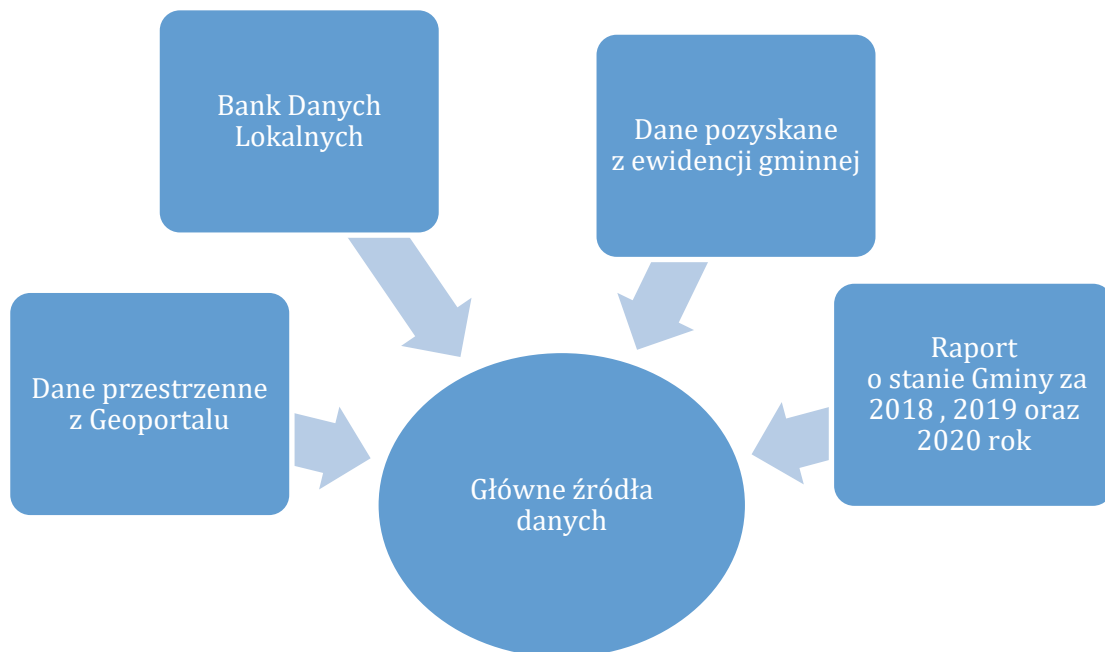 Bank Danych
Lokalnych
Dane pozyskane
z ewidencji gminnej
Dane przestrzenne
z Geoportalu
Raport
o stanie Gminy za
2018 , 2019 oraz
2020 rok
Główne źródła
danych